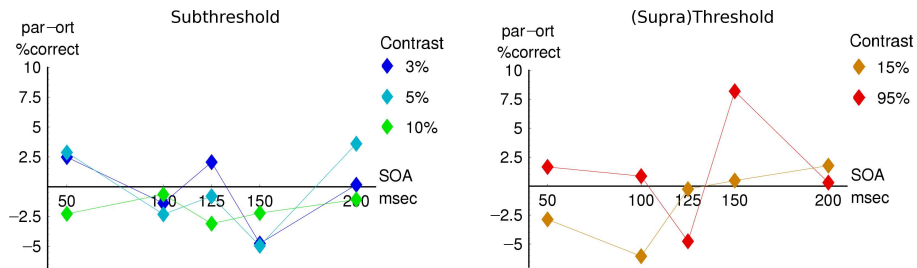 Subthreshold
par-ort
%correct
10
7.5
5
2.5
-2.5
-5
50
100
125
150
200
SOA
msec
Contrast
3%
5%
10%
(Supra)Threshold
par-ort
%correct
10
7.5
5
2.5
-2.5
-5
50
100
125
150
200
SOA
msec
Contrast
15%
95%